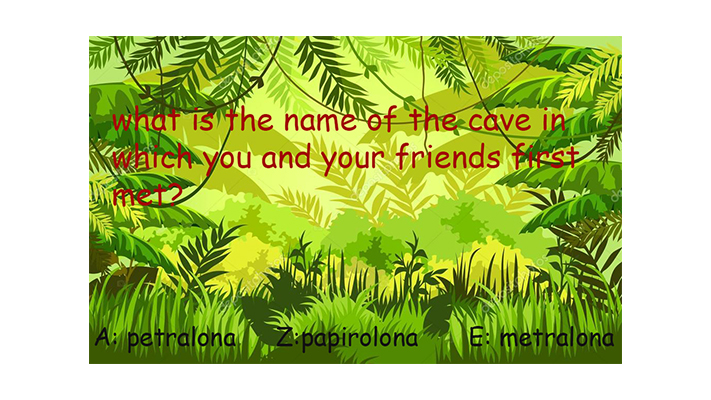 what is the name of the cave in
which you and your friends first
met?
A: petralona Z:papirolona E: metralona